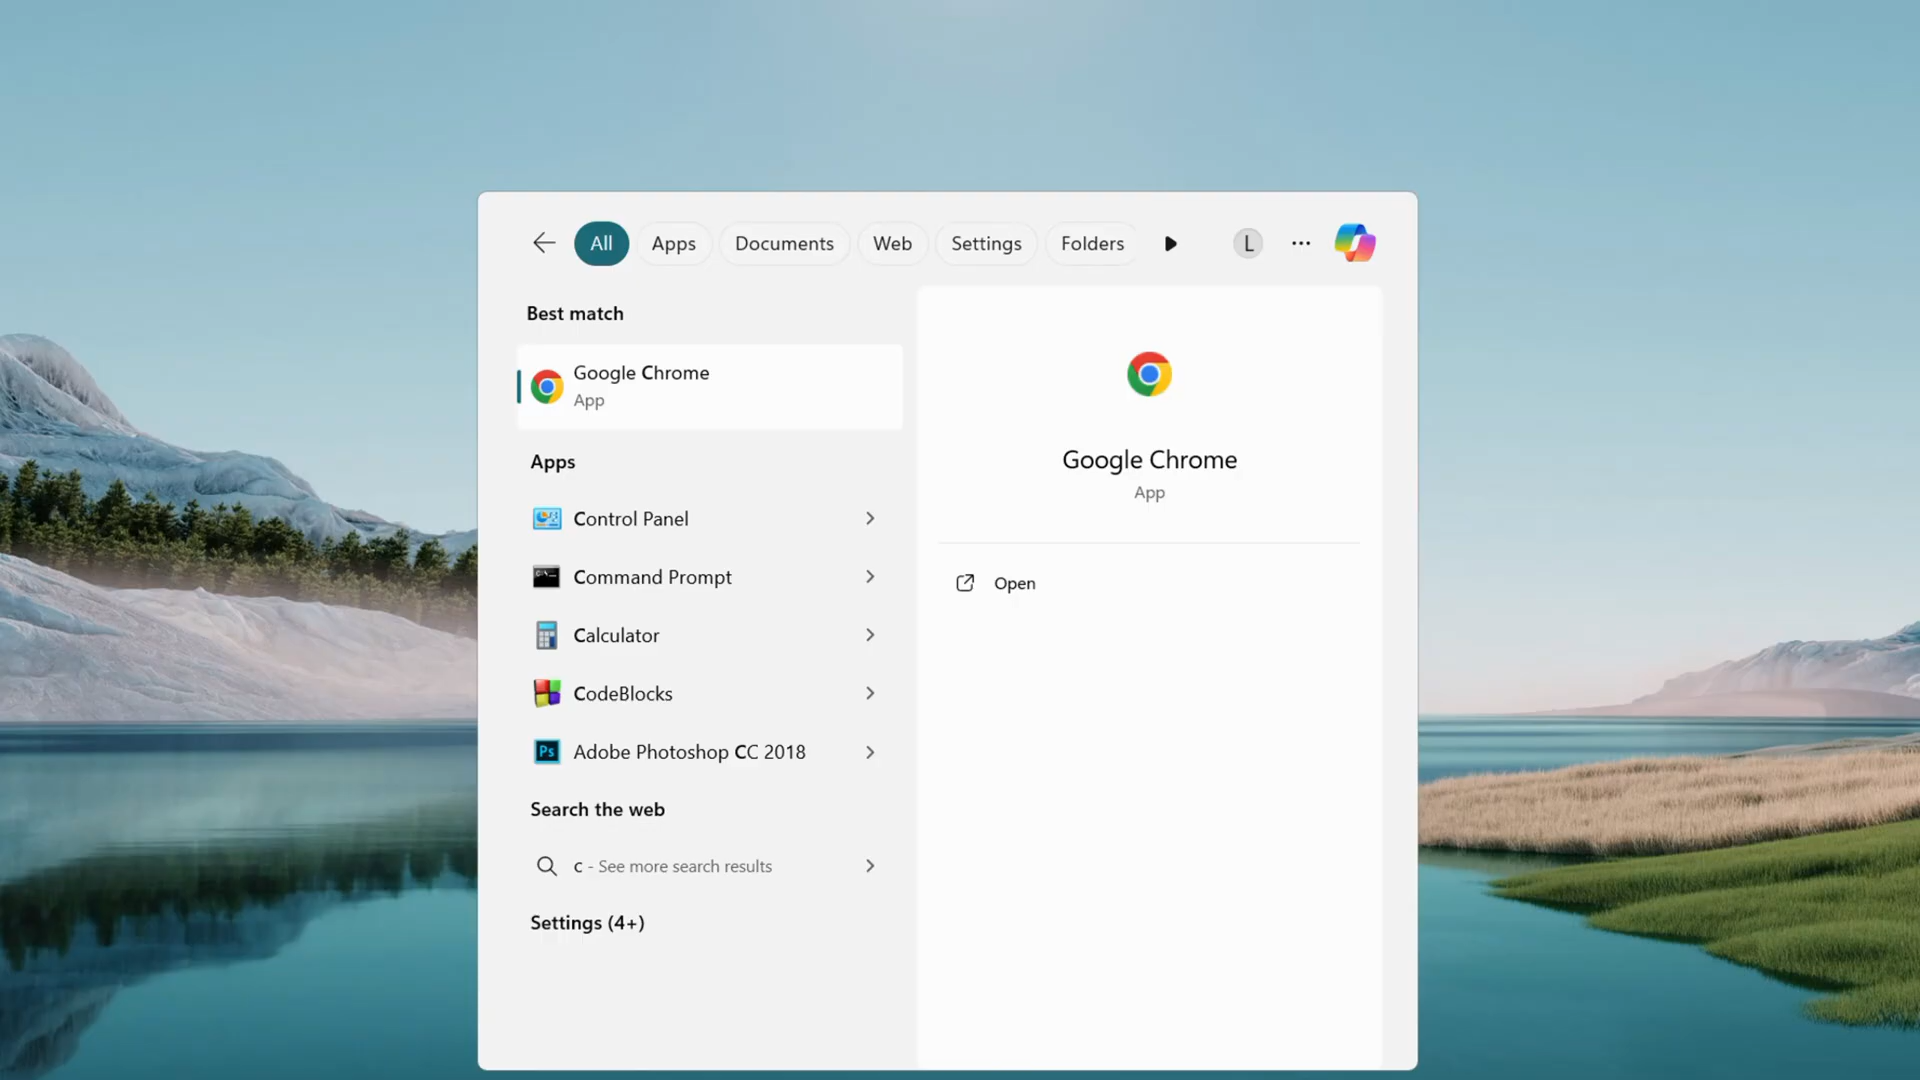 All
Apps
Documents
Web
Settings
Folders
L
Best match
Google Chrome
App
Apps
Control Panel
Command Prompt
Calculator
CodeBlocks
Ps Adobe Photoshop CC 2018
Search the web
c - See more search results
Settings (4+)
Google Chrome
App
Open